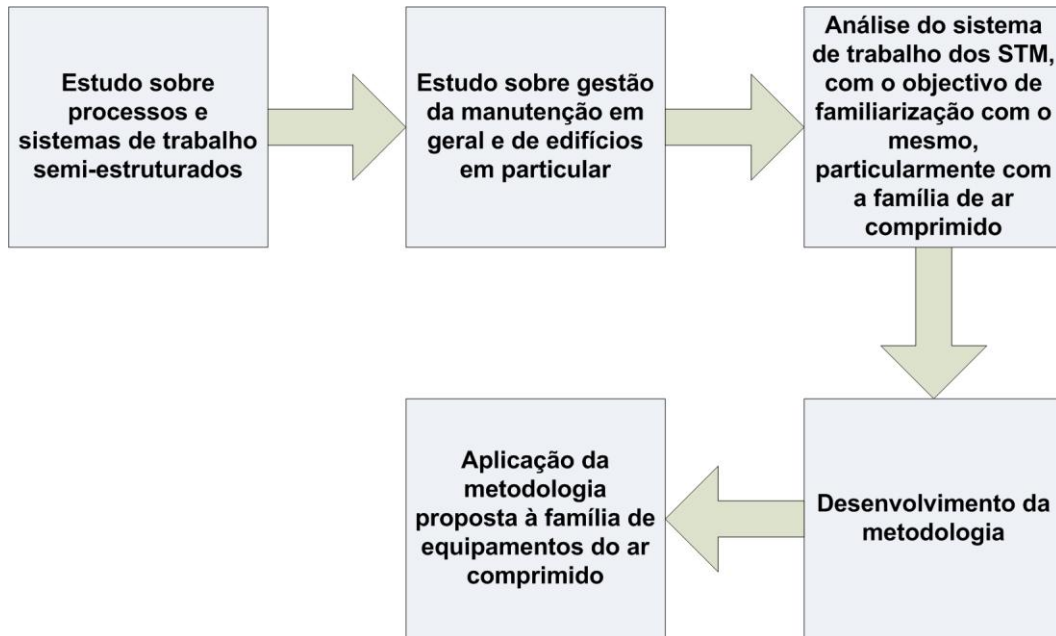 Estudo sobre
processos e
sistemas de trabalho
semi-estruturados
Estudo sobre gestão
da manutenção em
geral e de edifícios
em particular
Análise do sistema
de trabalho dos STM,
com o objectivo de
familiarização com o
mesmo,
particularmente com
a família de ar
comprimido
Desenvolvimento da
metodologia
Aplicação da
metodologia
proposta à família de
equipamentos do ar
comprimido